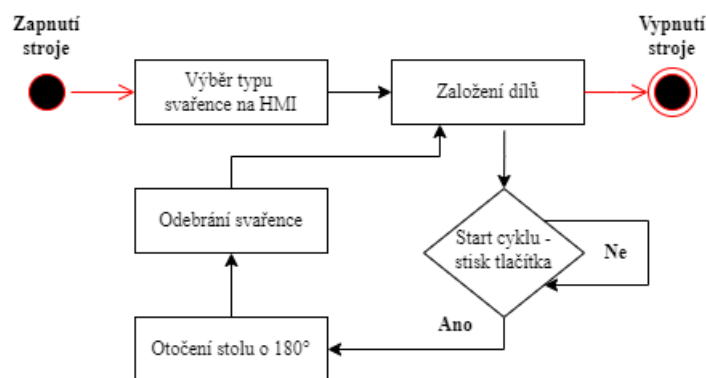 Zapnutí
stroje
Vypnutí
stroje
Výběr typu
svařence na HMI
Založení dílů
Odebrání svařence
Start cyklu -
stisk tlačítka
Ne
Ano
Otočení stolu o 180°